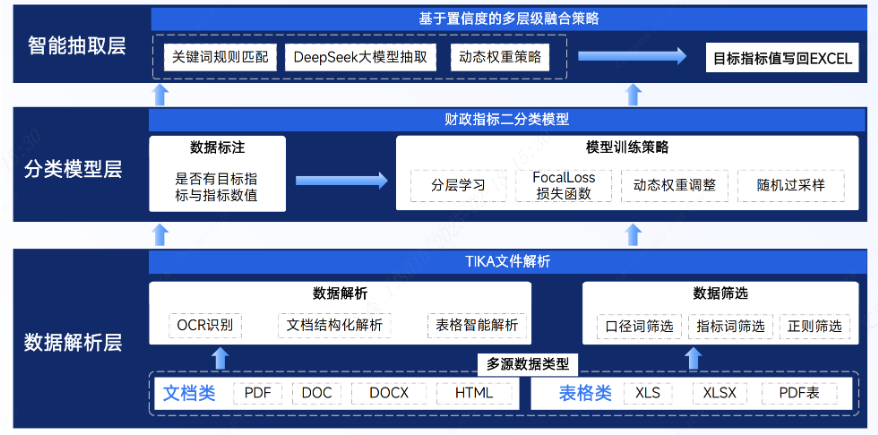 基于置信度的多层级融合策略
智能抽取层
关键词规则匹配
DeepSeek大模型抽取
动态权重策略
目标指标值写回EXCEL
财政指标二分类模型
分类模型层
数据标注
是否有目标指
标与指标数值
模型训练策略
分层学习
FocalLoss
损失函数
动态权重调整
随机过采样
TIKA文件解析
数据解析层
数据解析
OCR识别
文档结构化解析
表格智能解析
数据筛选
口径词筛选
指标词筛选
正则筛选
多源数据类型
文档类
PDF
DOC
DOCX
HTML
表格类
XLS
XLSX
PDF表